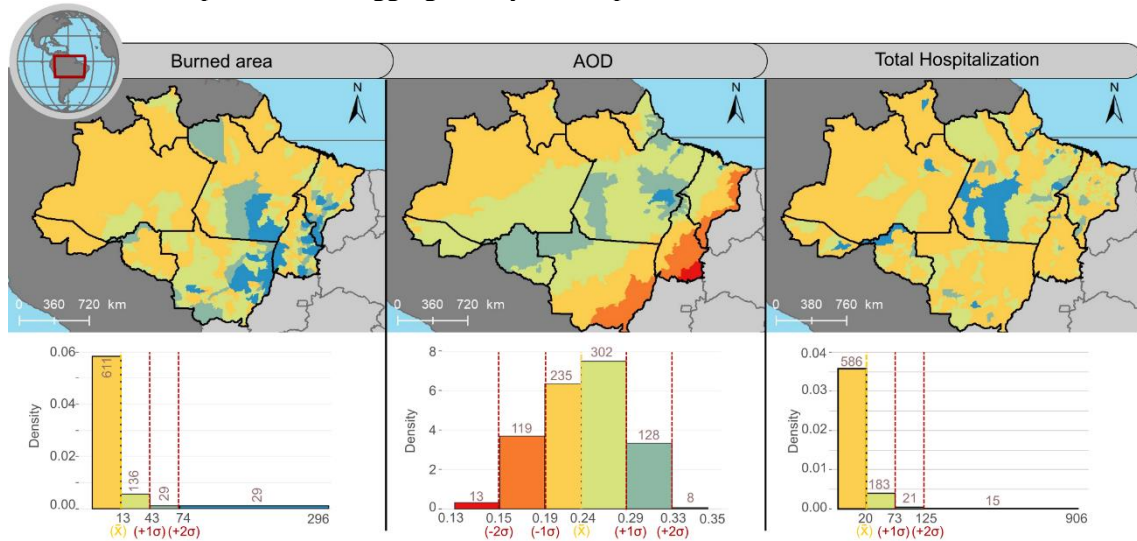 Burned area
AOD
Total Hospitalization
N
N
N
0 360 720 km
0 360 720 km
0 380 760 km
0.06
0.04
0.02
0.00
Density
611
136
29
29
13 43 74 296
(x̄) (+1σ) (+2σ)
8
6
4
2
0
Density
13
119
235
302
128
8
0.13 0.15 0.19 0.24 0.29 0.33 0.35
(-2σ) (-1σ) (x̄) (+1σ) (+2σ)
0.04
0.03
0.02
0.01
0.00
Density
586
183
21
15
20 73 125 906
(x̄) (+1σ) (+2σ)